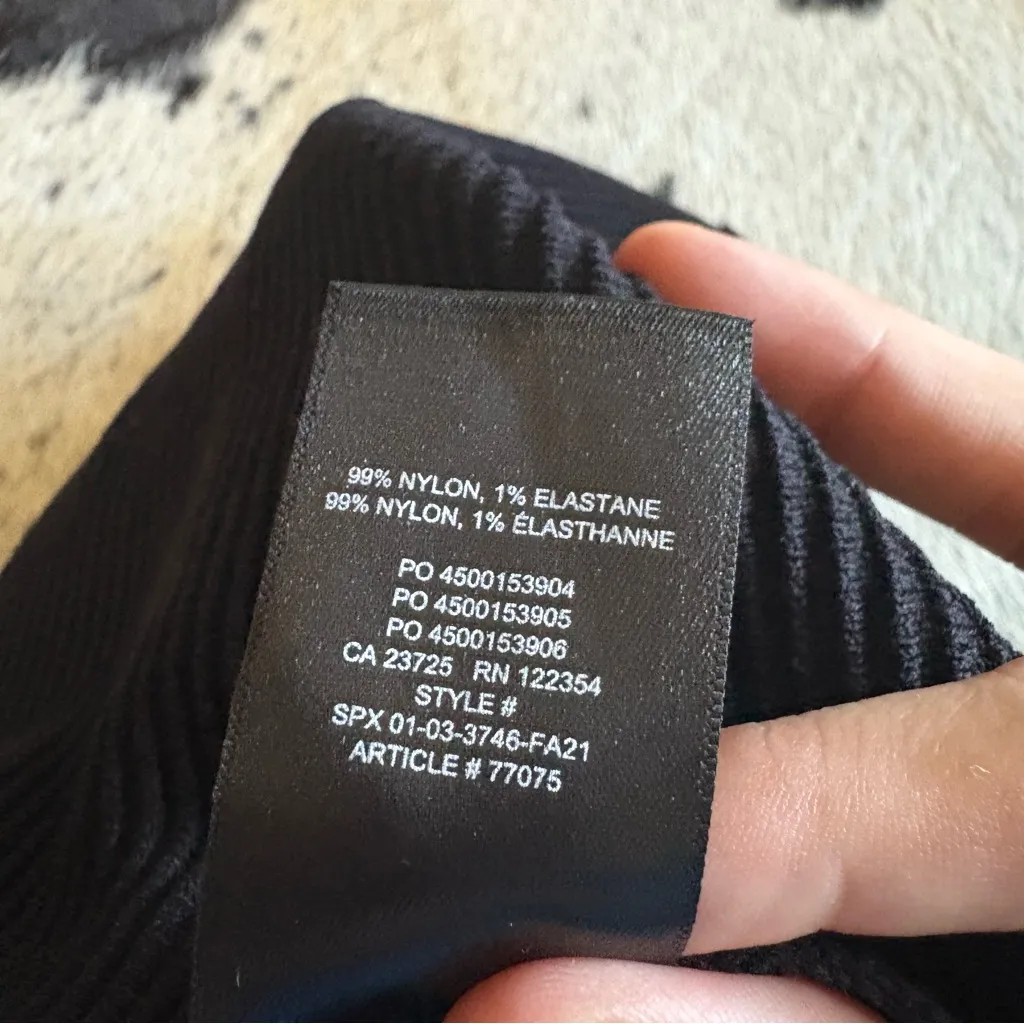 99% NYLON, 1% ELASTANE
99% NYLON, 1% ÉLASTHANNE
PO 4500153904
PO 4500153905
PO 4500153906
CA 23725 RN 122354
STYLE #
SPX 01-03-3746-FA21
ARTICLE # 77075